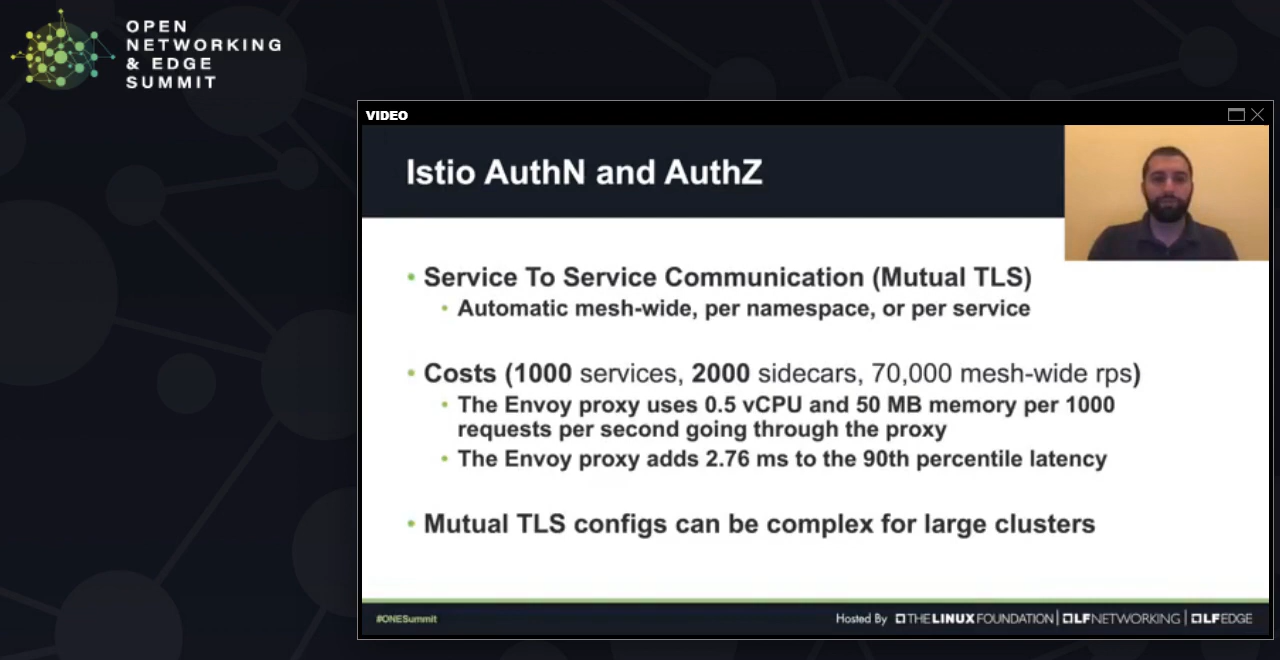 OPEN
NETWORKING
& EDGE
SUMMIT
VIDEO
Istio AuthN and AuthZ
• Service To Service Communication (Mutual TLS)
• Automatic mesh-wide, per namespace, or per service
• Costs (1000 services, 2000 sidecars, 70,000 mesh-wide rps)
• The Envoy proxy uses 0.5 vCPU and 50 MB memory per 1000
requests per second going through the proxy
• The Envoy proxy adds 2.76 ms to the 90th percentile latency
• Mutual TLS configs can be complex for large clusters
#ONESummit
Hosted By THE LINUX FOUNDATION | LF NETWORKING | LF EDGE